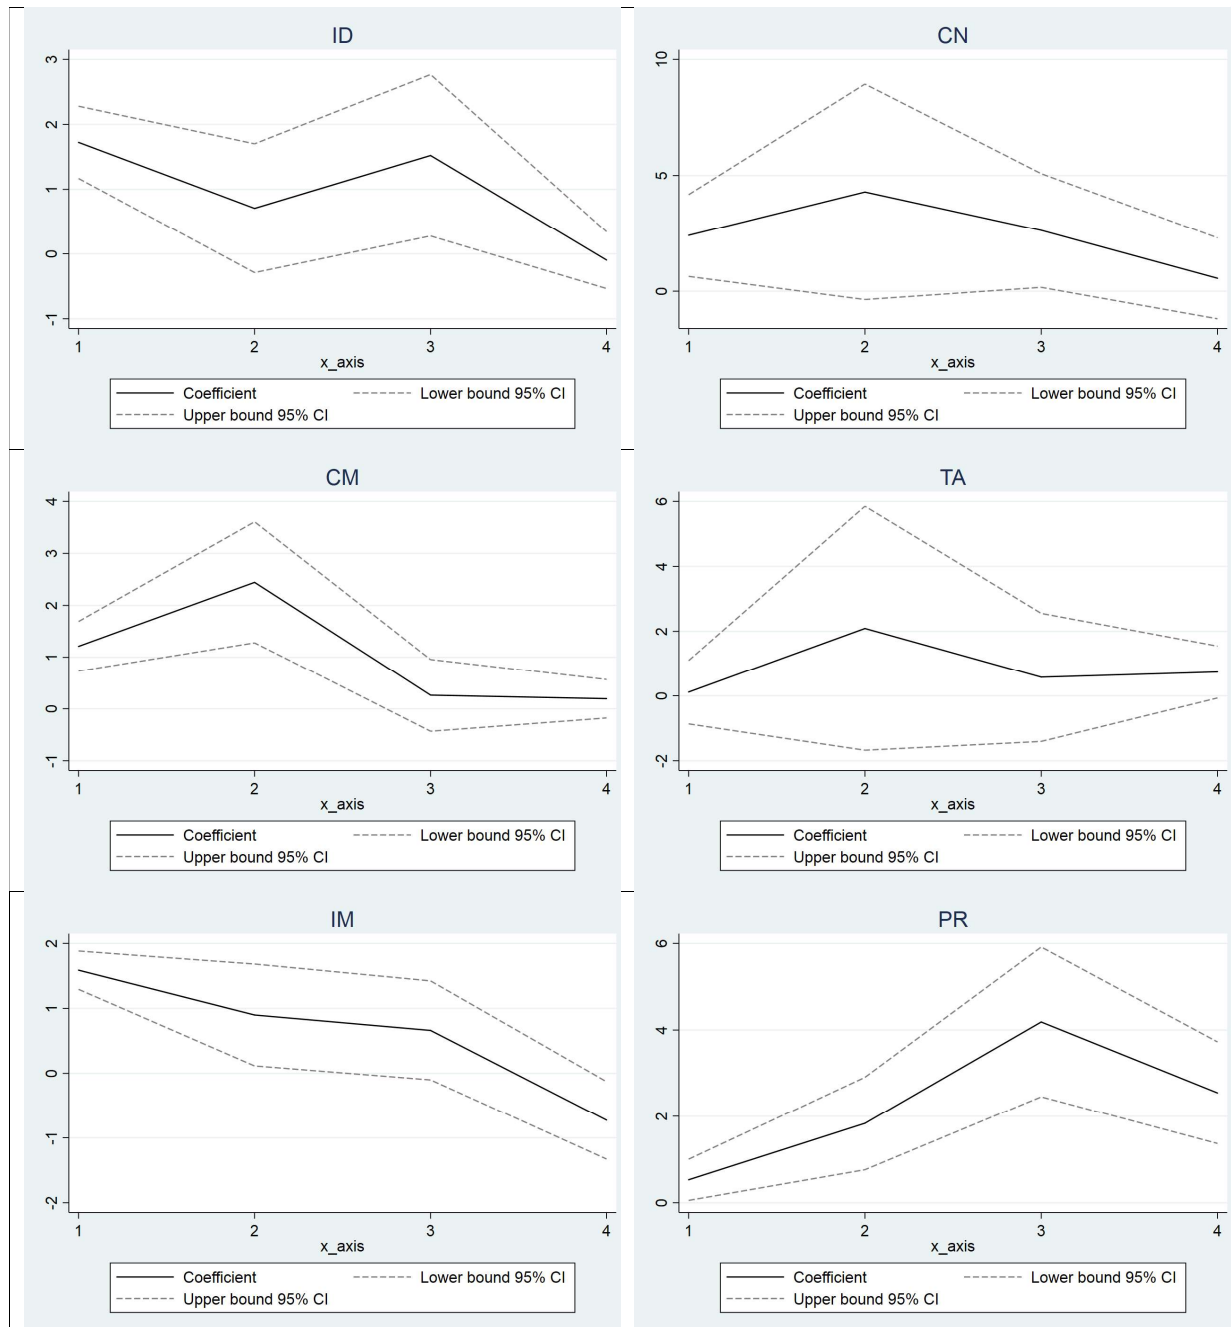 ID
3
2
1
0
-1
1 2 3 4
x_axis
Coefficient Lower bound 95% CI
Upper bound 95% CI
CN
10
5
0
1 2 3 4
x_axis
Coefficient Lower bound 95% CI
Upper bound 95% CI
CM
4
3
2
1
0
-1
1 2 3 4
x_axis
Coefficient Lower bound 95% CI
Upper bound 95% CI
TA
6
4
2
0
-2
1 2 3 4
x_axis
Coefficient Lower bound 95% CI
Upper bound 95% CI
IM
2
1
0
-1
-2
1 2 3 4
x_axis
Coefficient Lower bound 95% CI
Upper bound 95% CI
PR
6
4
2
0
1 2 3 4
x_axis
Coefficient Lower bound 95% CI
Upper bound 95% CI